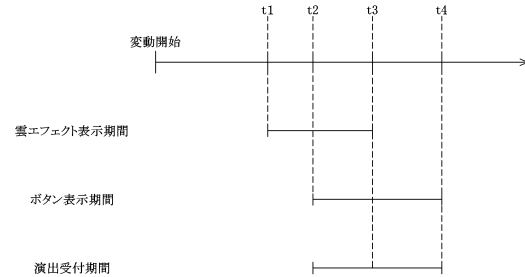 t1 t2 t3 t4
変動開始
雲エフェクト表示期間
ボタン表示期間
演出受付期間